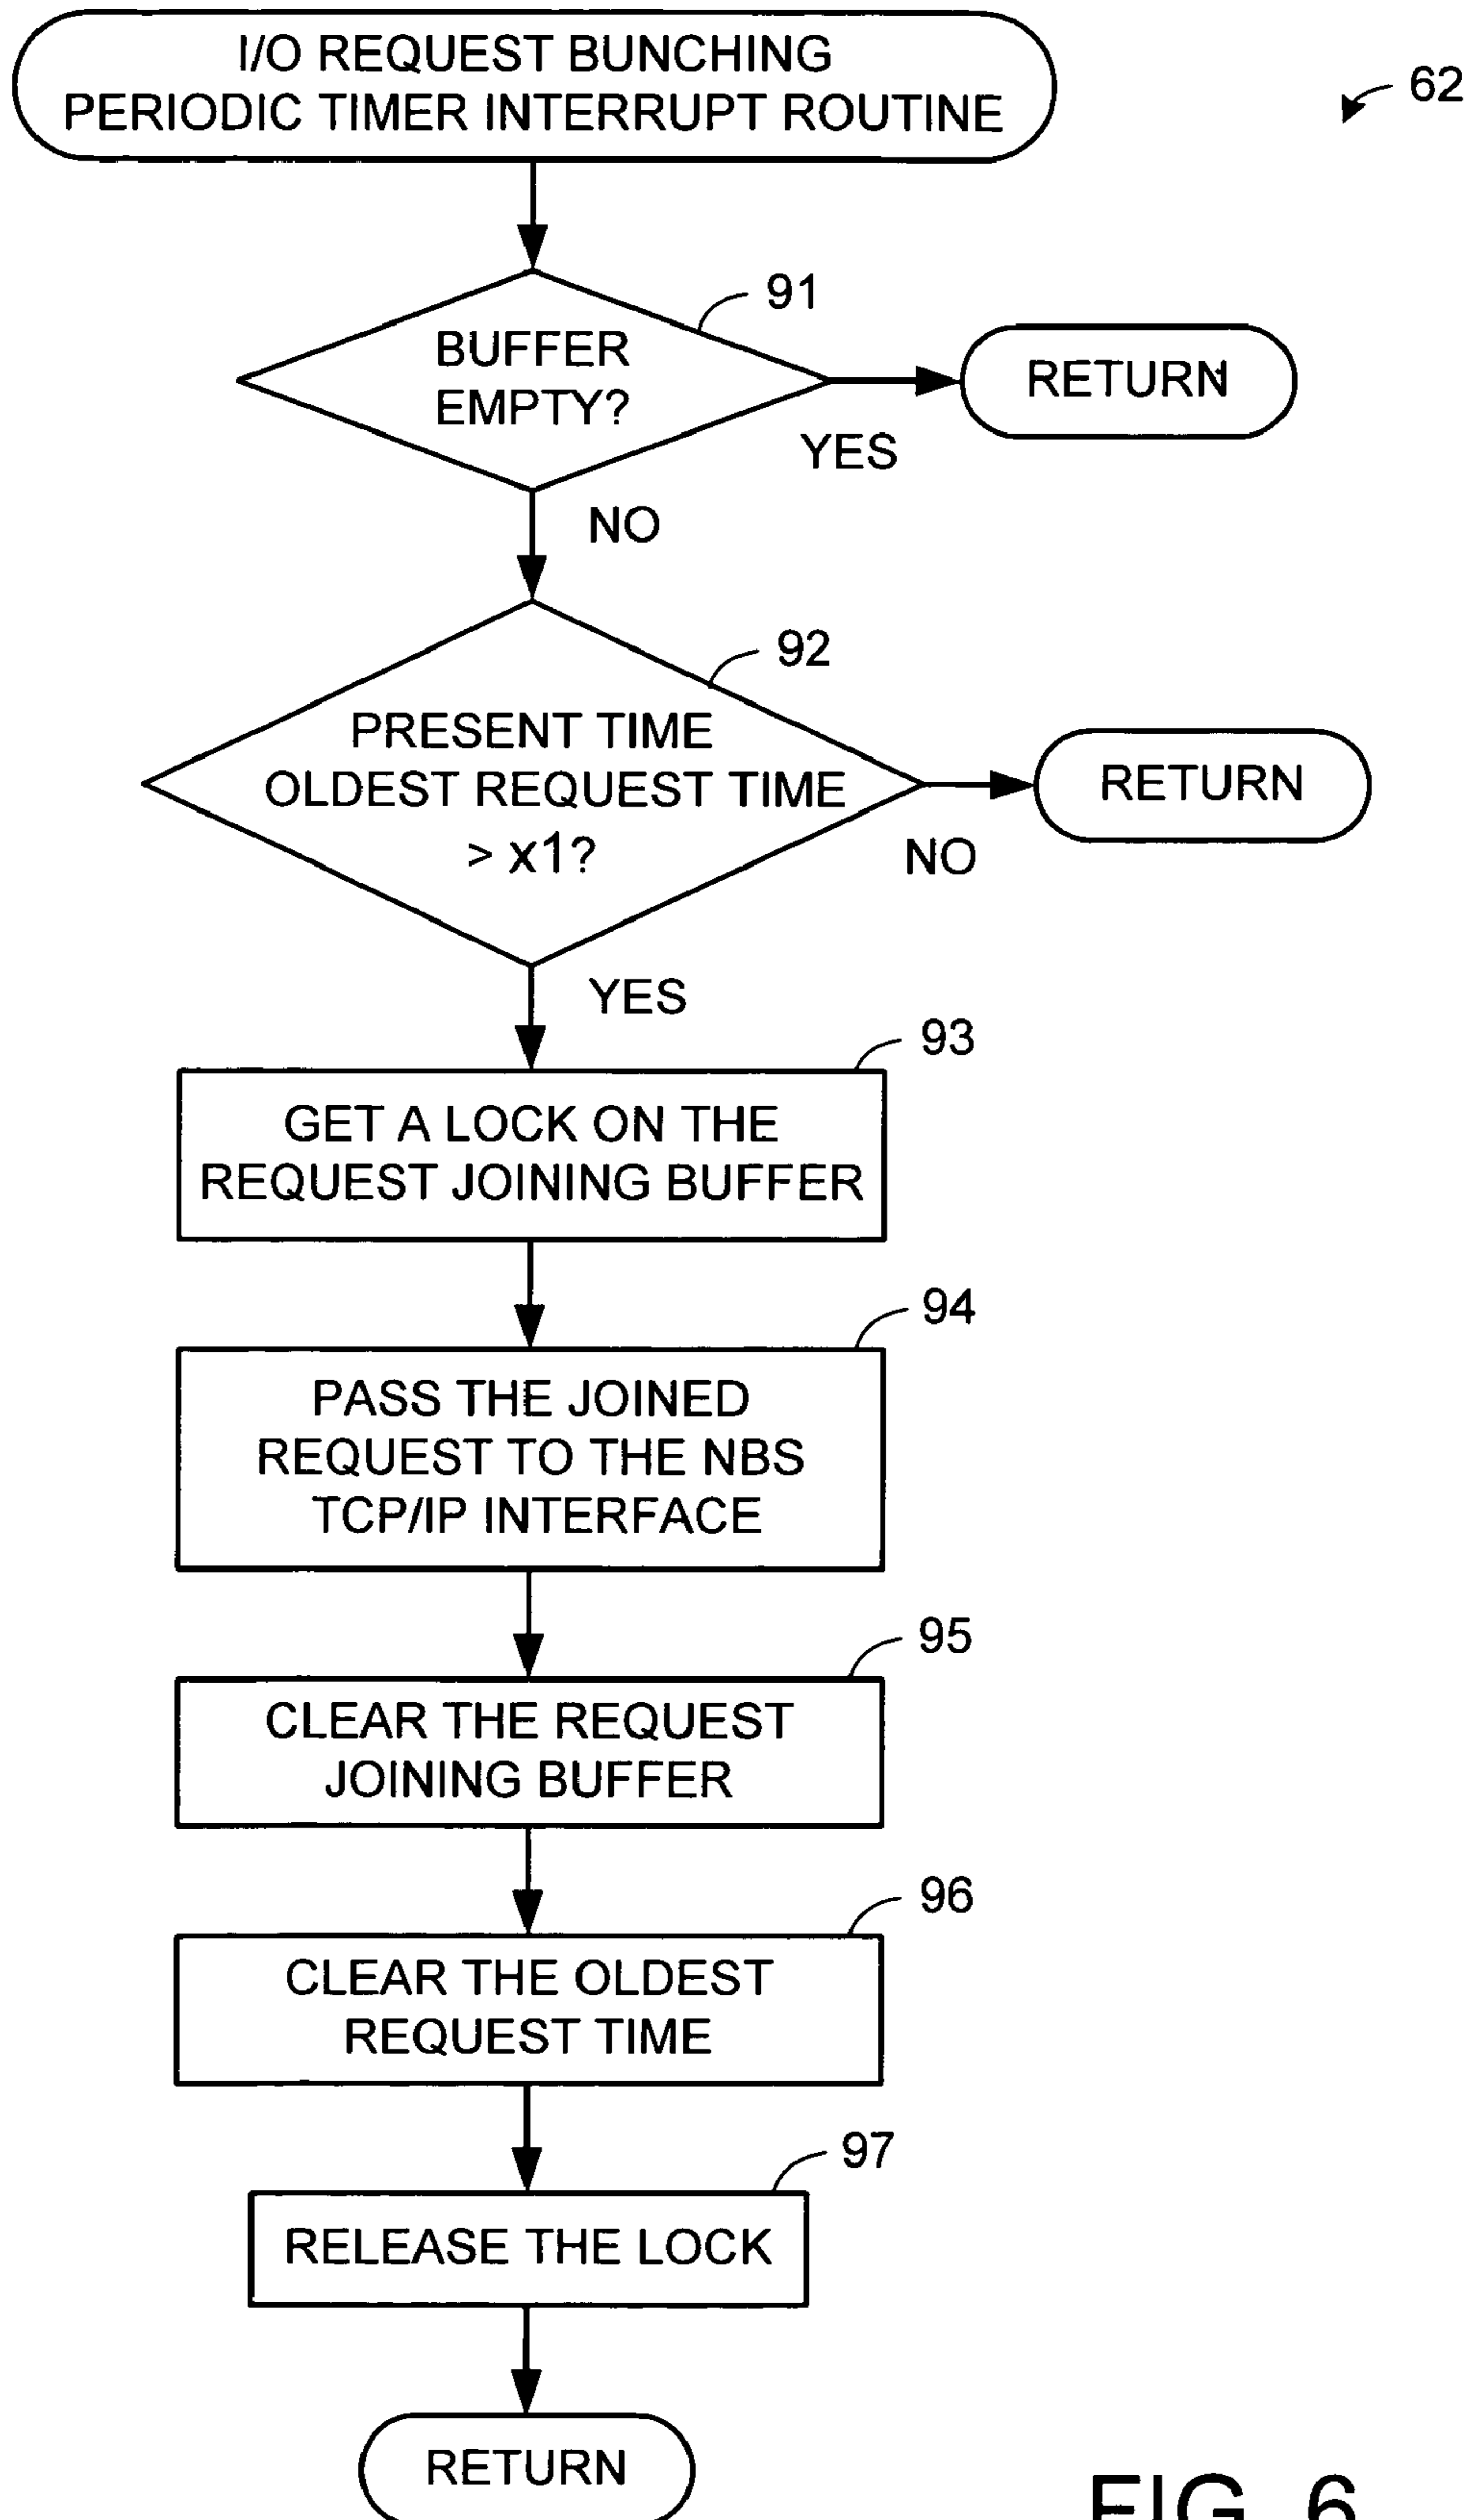 I/O REQUEST BUNCHING
PERIODIC TIMER INTERRUPT ROUTINE
62
91
BUFFER
EMPTY?
RETURN
YES
NO
92
PRESENT TIME
OLDEST REQUEST TIME
> x1?
RETURN
NO
YES
93
GET A LOCK ON THE
REQUEST JOINING BUFFER
94
PASS THE JOINED
REQUEST TO THE NBS
TCP/IP INTERFACE
95
CLEAR THE REQUEST
JOINING BUFFER
96
CLEAR THE OLDEST
REQUEST TIME
97
RELEASE THE LOCK
RETURN
FIG. 6